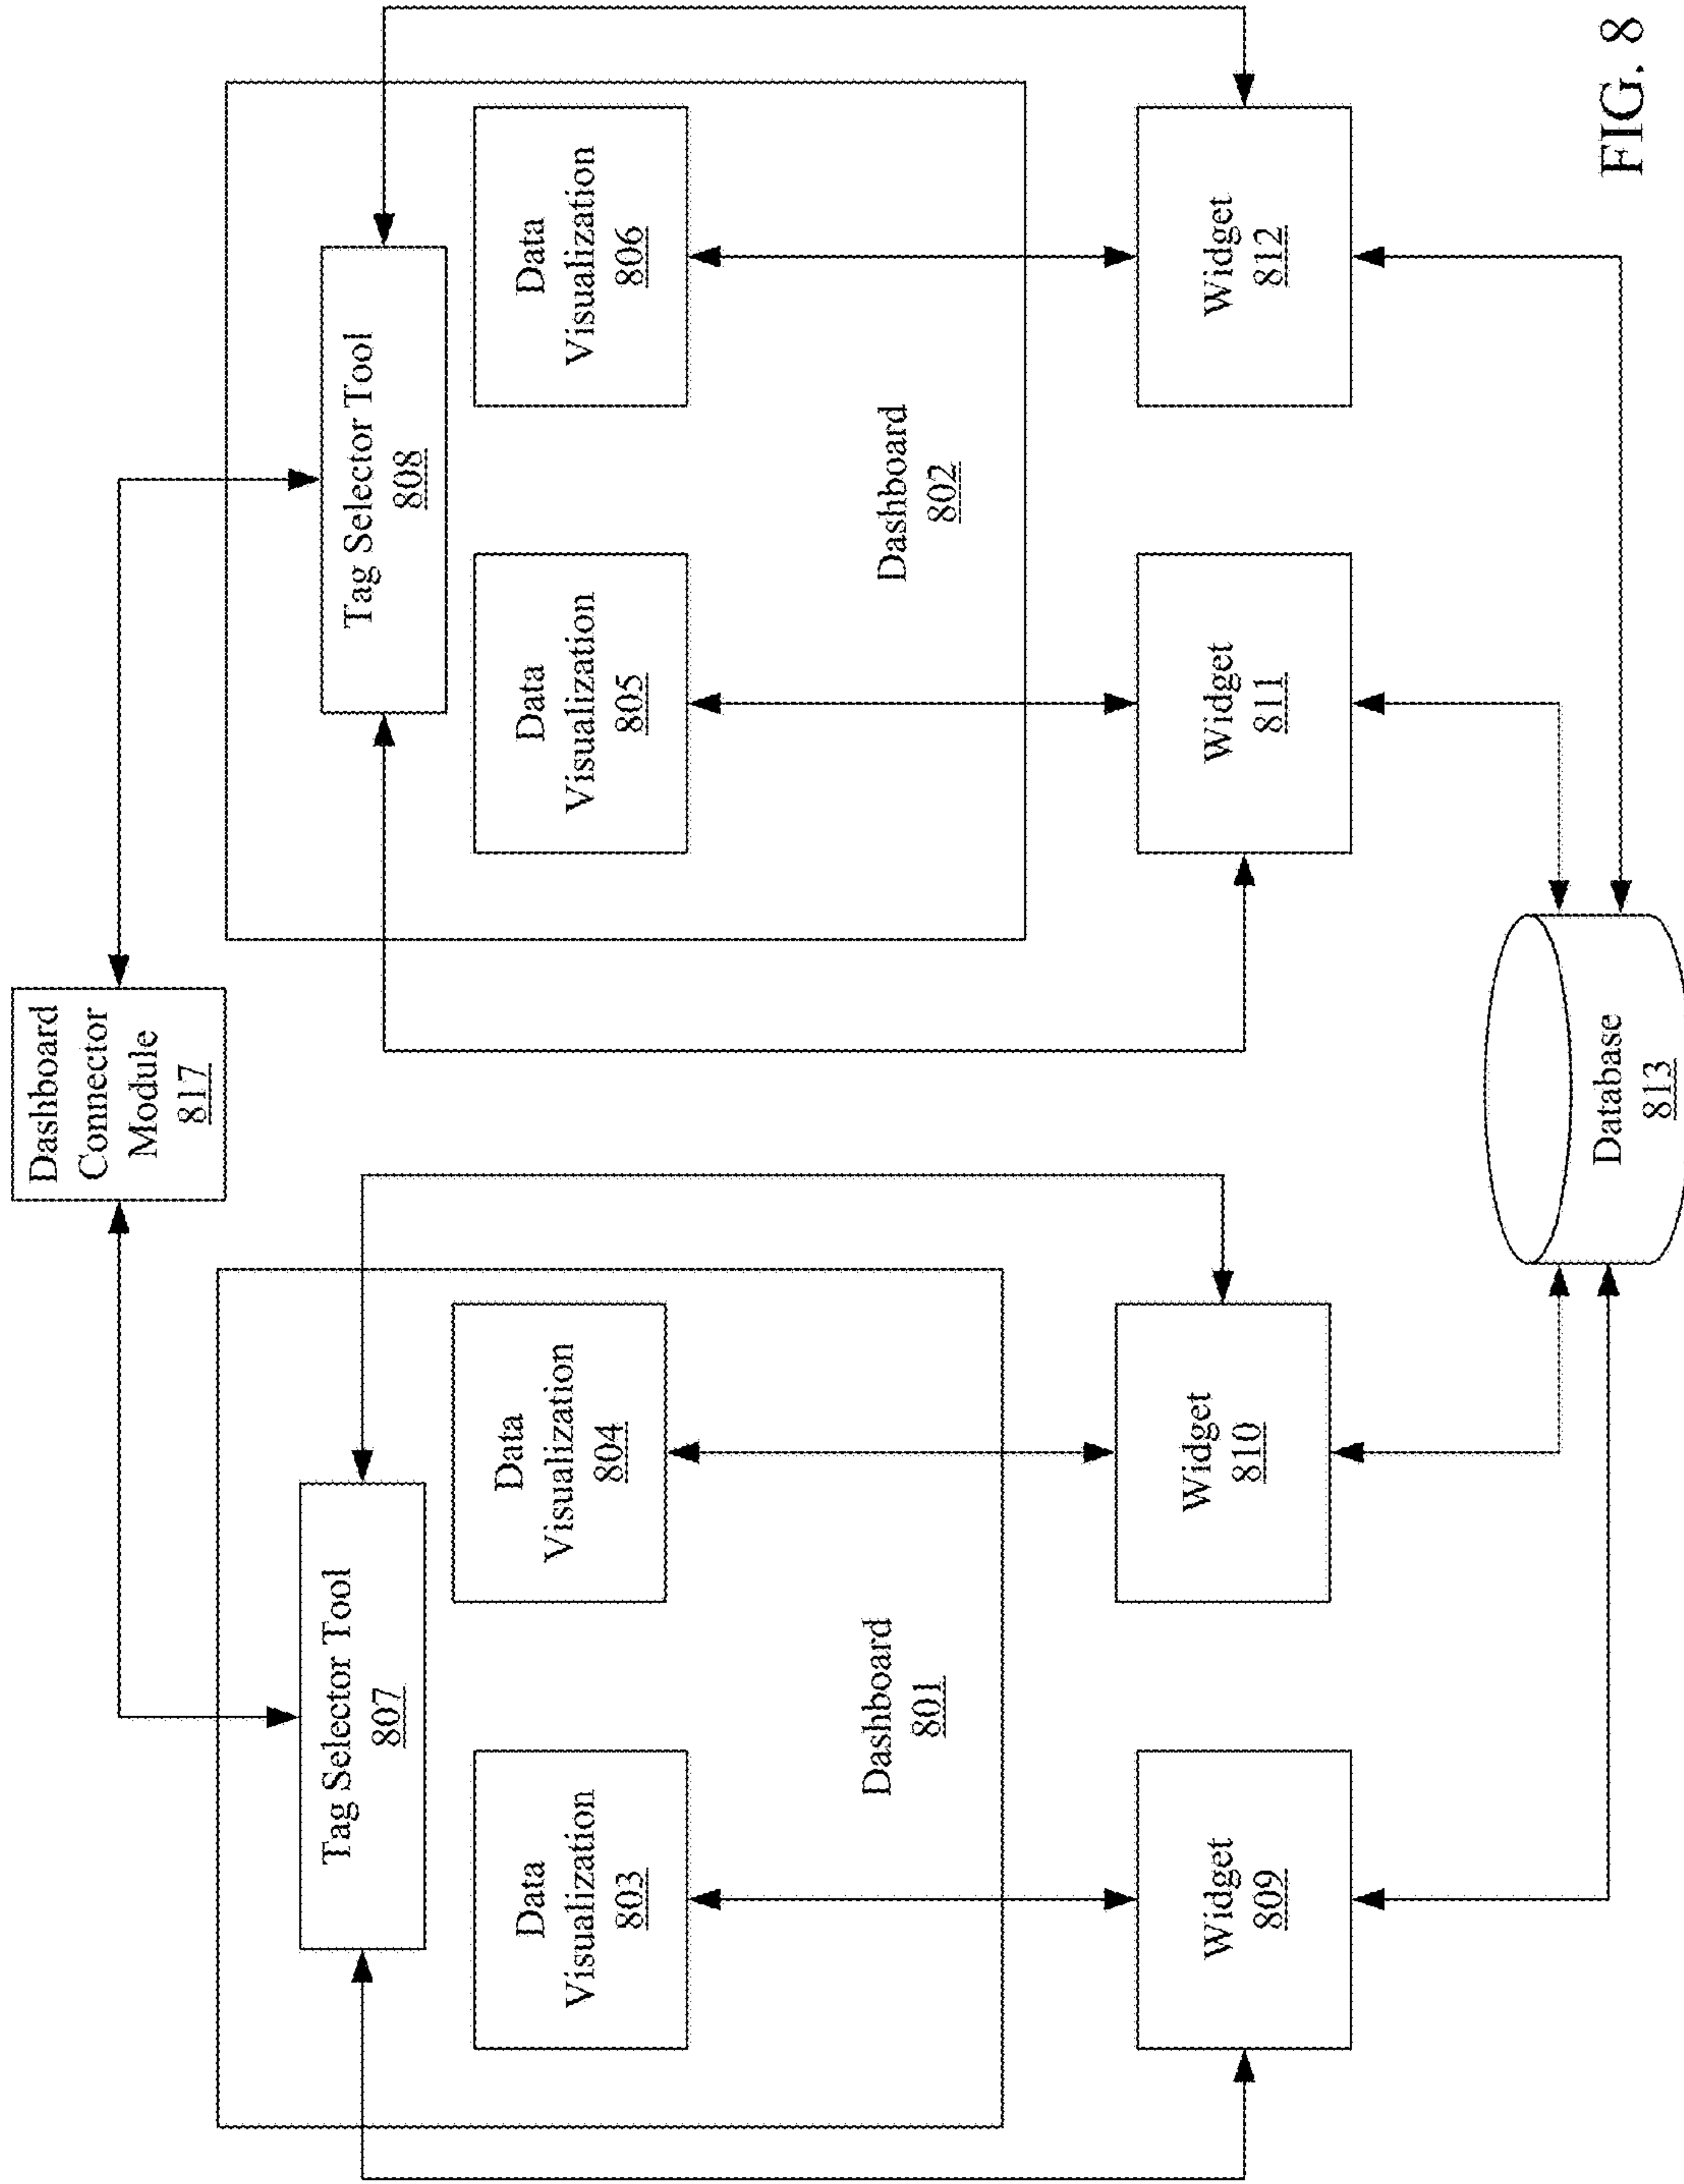 Dashboard
Connector
Module
817
Tag Selector Tool
807
Data
Visualization
803
Data
Visualization
804
Dashboard
801
Tag Selector Tool
808
Data
Visualization
805
Data
Visualization
806
Dashboard
802
Widget
809
Widget
810
Widget
811
Widget
812
Database
813
FIG. 8